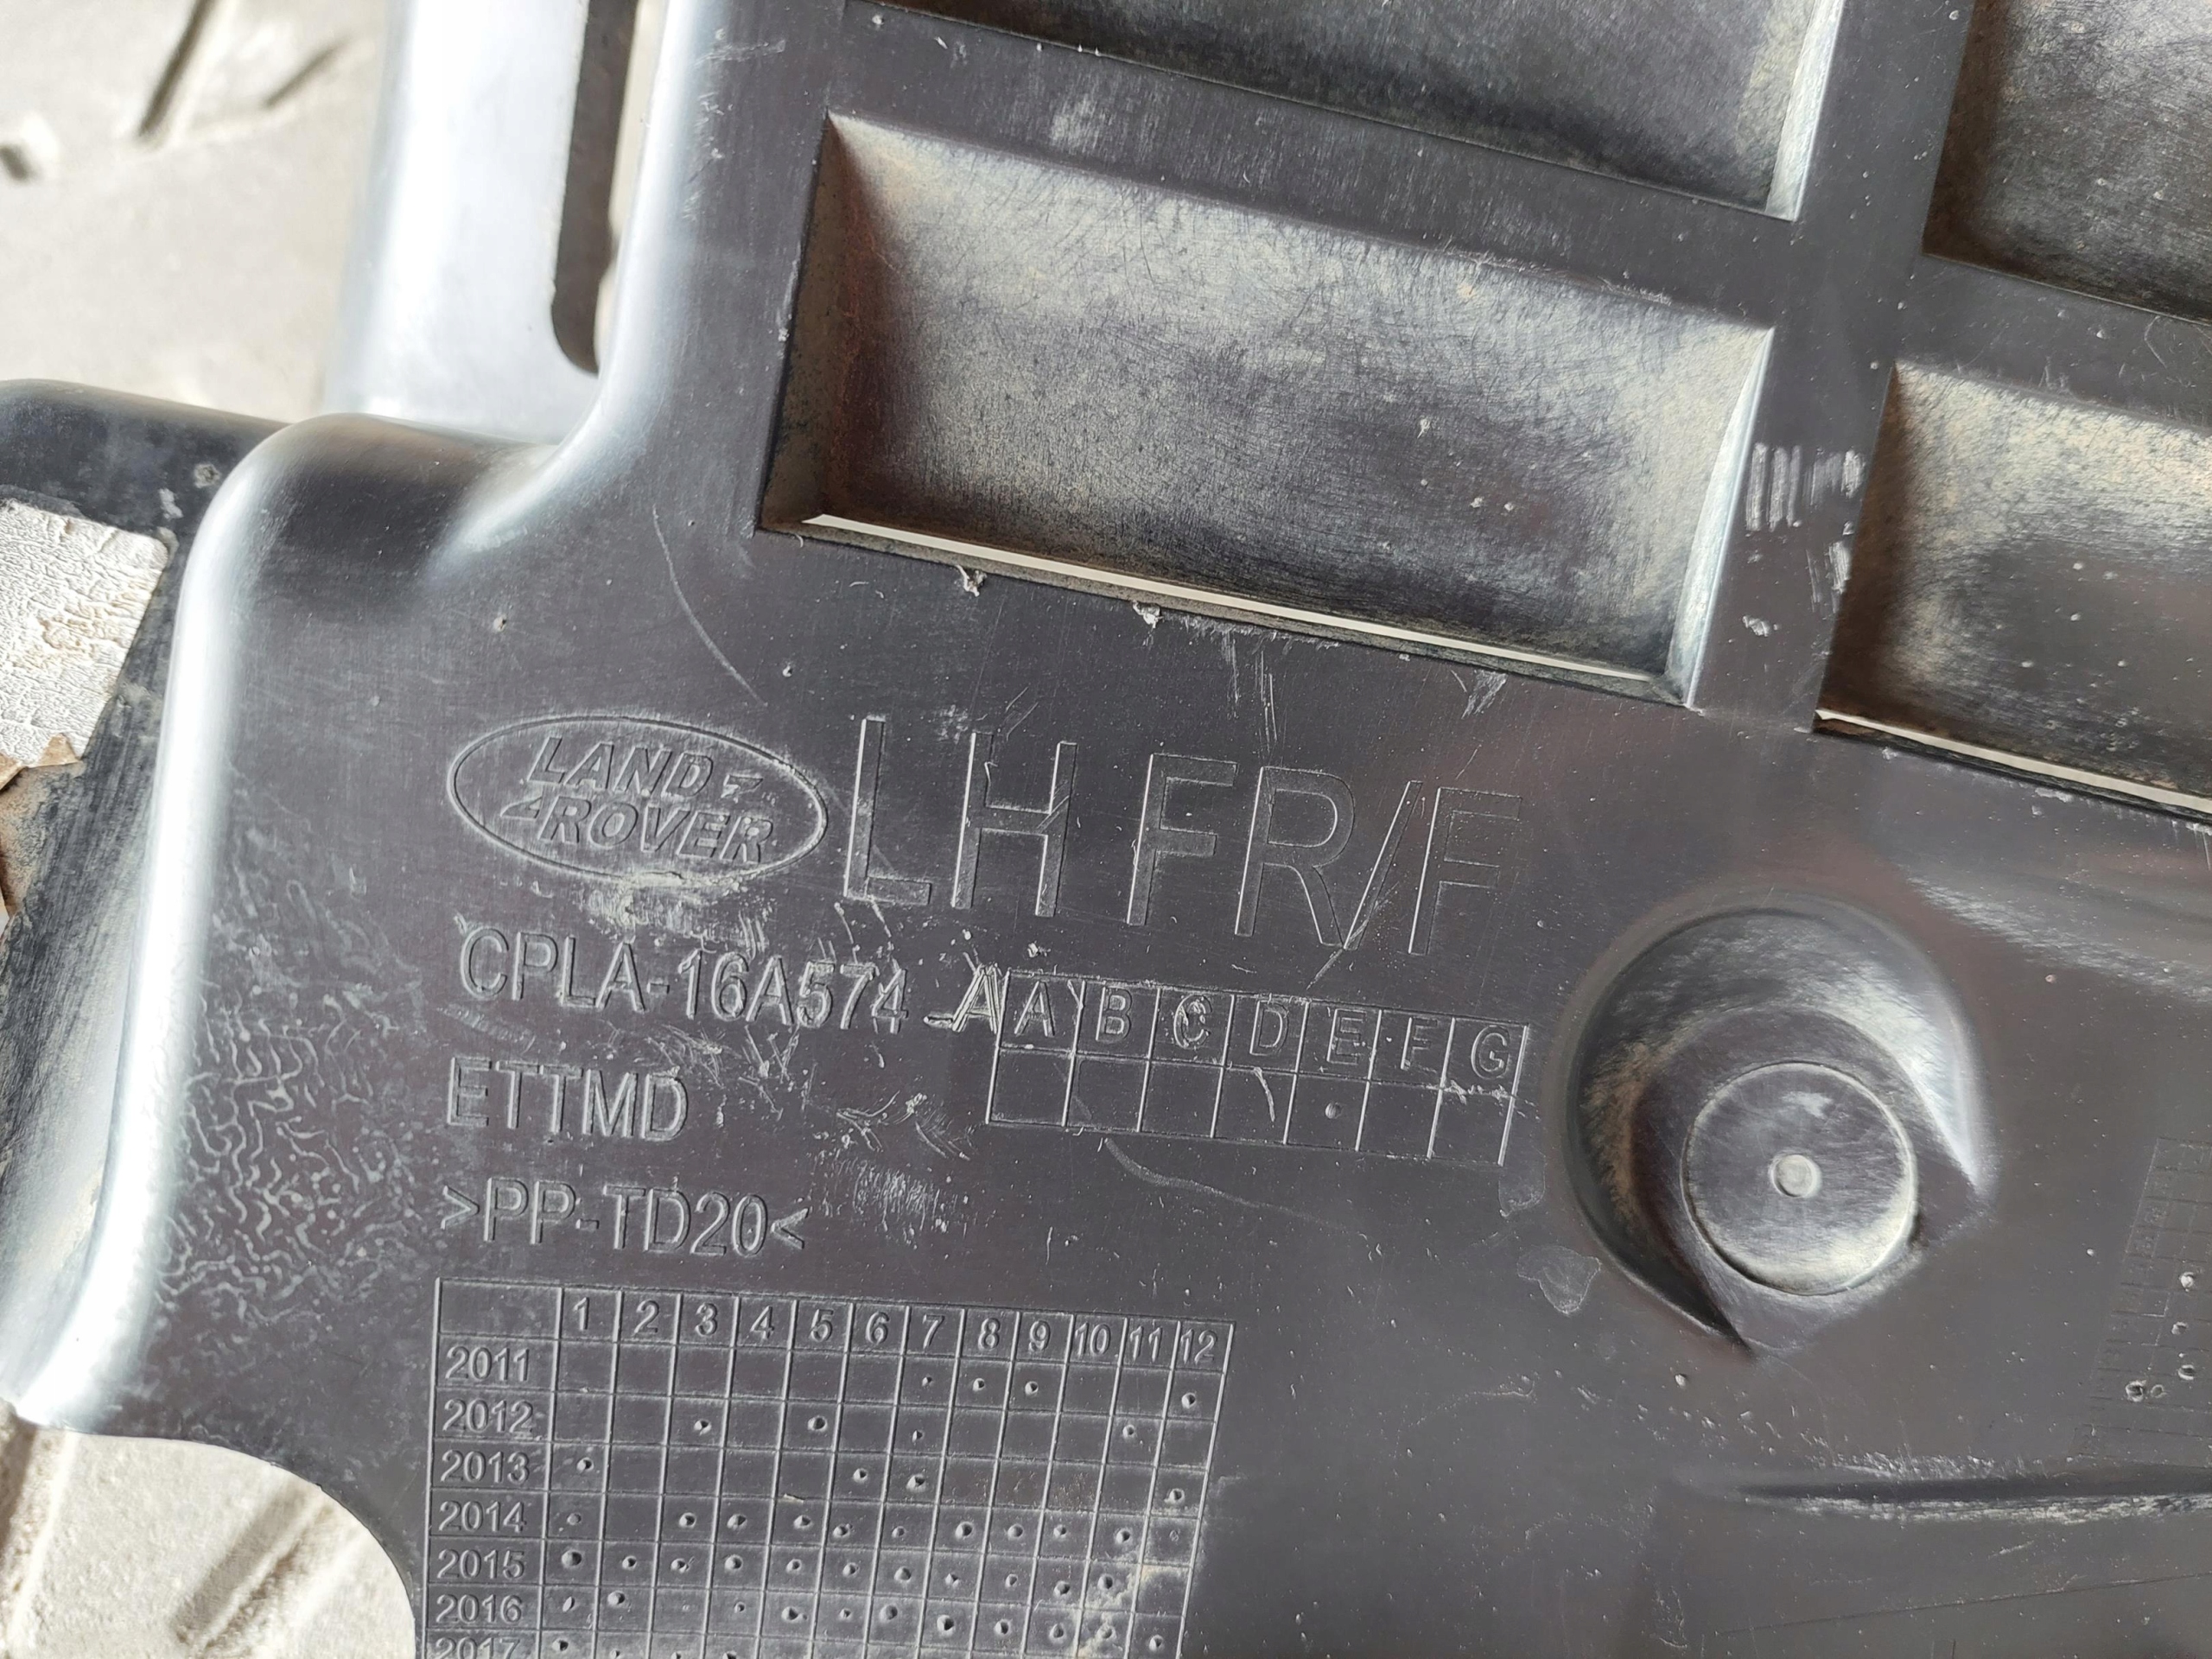 LAND ROVER
LH FR/F
CPLA-16A574-A A B C D E F G
ETTMD
>PP-TD20<
1 2 3 4 5 6 7 8 9 10 11 12
2011
2012
2013
2014
2015
2016
2017